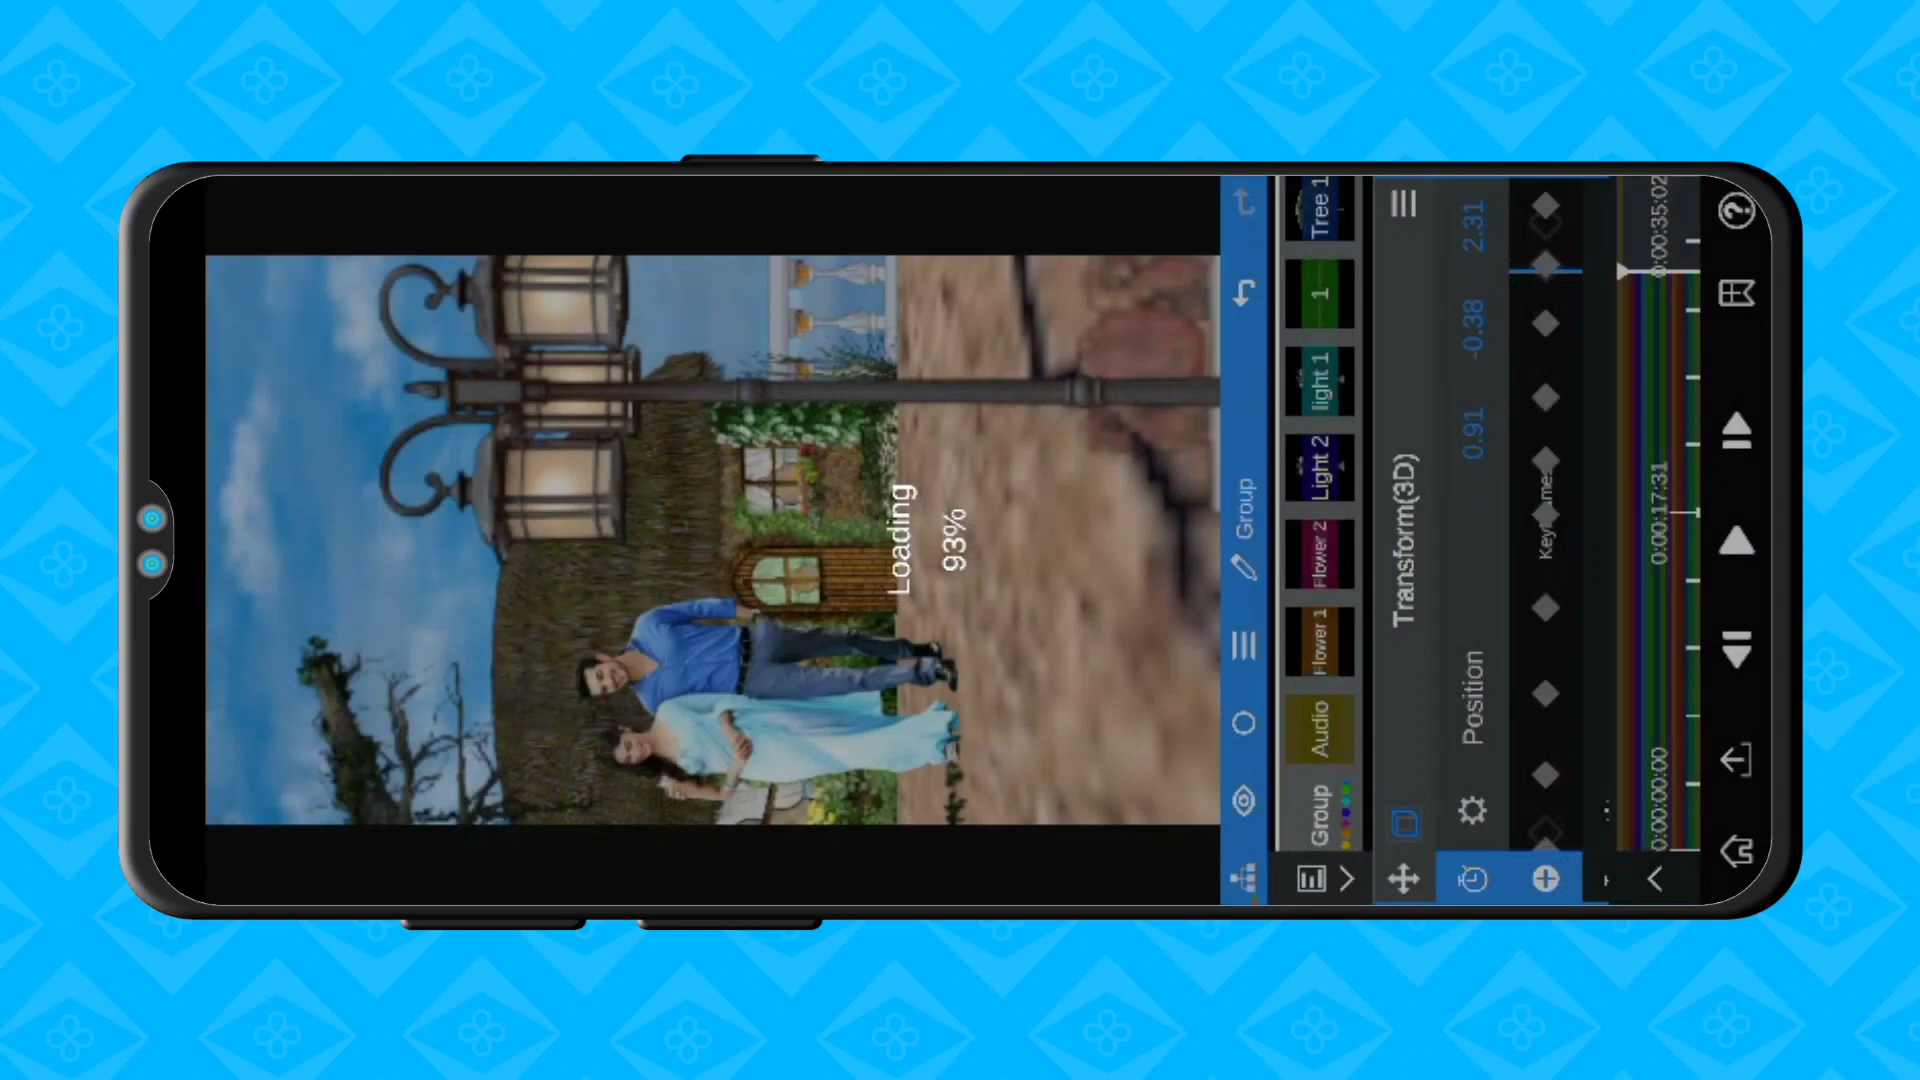 Loading
93%
Group
Group
Audio
Flower 1
Flower 2
Light 2
light 1
1
Tree 1
Transform(3D)
Position
0.91
-0.38
2.31
0:00:00:00
0:00:17:31
0:00:35:02